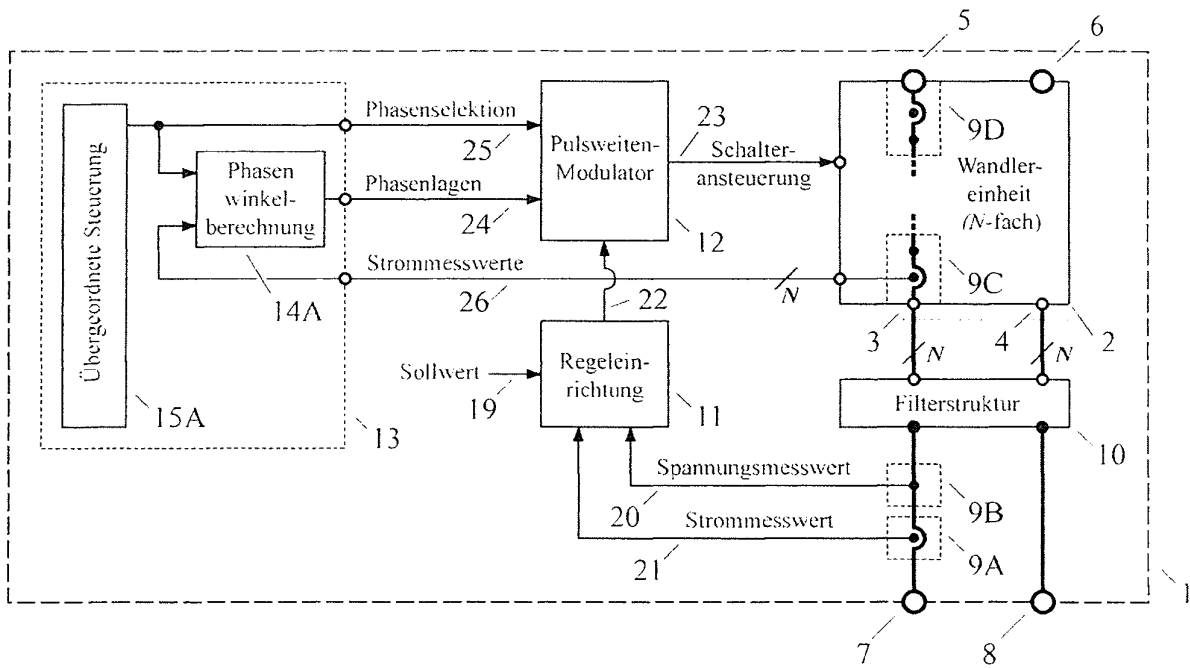 5
6
Übergeordnete Steuerung
Phasenselektion
25
Pulsweiten-
Modulator
23
Schalter-
ansteuerung
9D
Wandler-
einheit
(N-fach)
Phasen
winkel-
berechnung
Phasenlagen
24
12
14A
Strommesswerte
26
N
22
9C
3
4
2
N
N
15A
13
Sollwert
19
Regelein-
richtung
11
Filterstruktur
10
Spannungsmesswert
20
9B
Strommesswert
21
9A
1
7
8